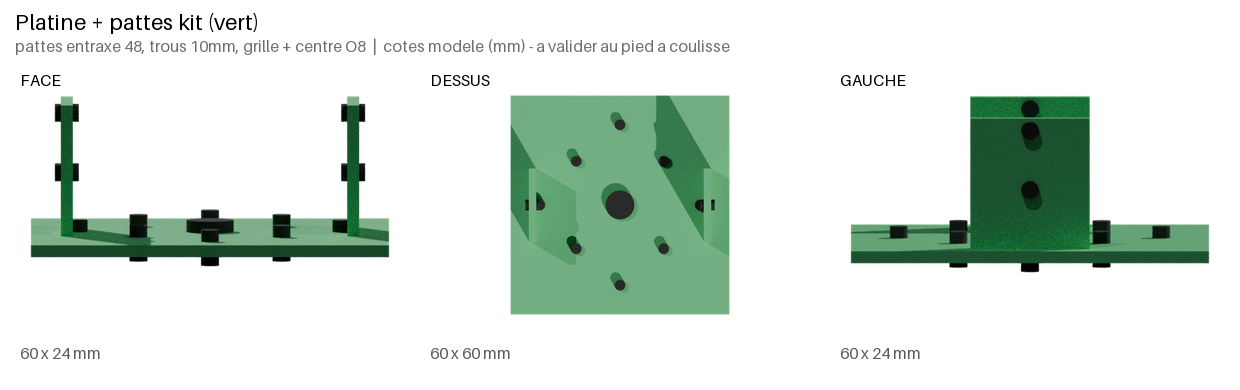 Platine + pattes kit (vert)
pattes entraxe 48, trous 10mm, grille + centre O8 | cotes modele (mm) - a valider au pied a coulisse
FACE
DESSUS
GAUCHE
60 x 24 mm
60 x 60 mm
60 x 24 mm